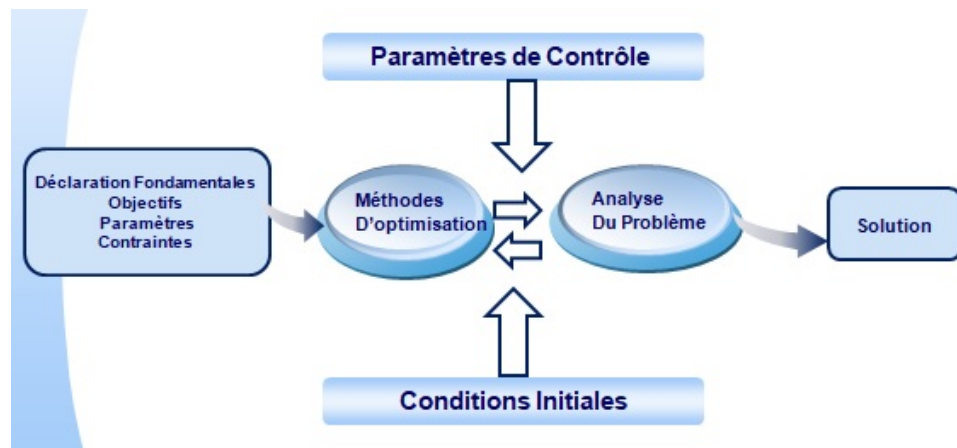 Paramètres de Contrôle
Déclaration Fondamentales
Objectifs
Paramètres
Contraintes
Méthodes
D'optimisation
Analyse
Du Problème
Solution
Conditions Initiales